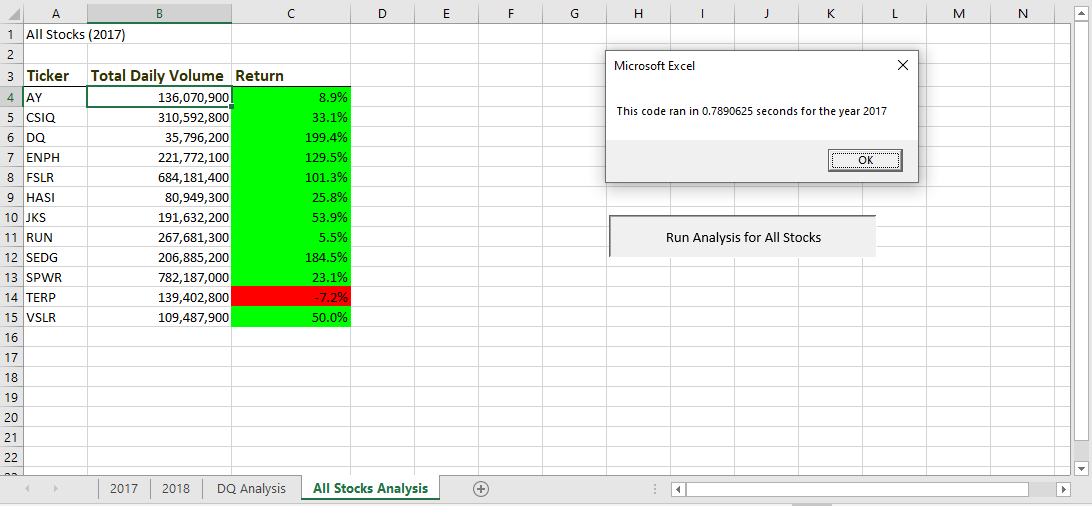 A B C D E F G H I J K L M N
1 All Stocks (2017)
2
3 Ticker Total Daily Volume Return
4 AY 136,070,900 8.9%
5 CSIQ 310,592,800 33.1%
6 DQ 35,796,200 199.4%
7 ENPH 221,772,100 129.5%
8 FSLR 684,181,400 101.3%
9 HASI 80,949,300 25.8%
10 JKS 191,632,200 53.9%
11 RUN 267,681,300 5.5%
12 SEDG 206,885,200 184.5%
13 SPWR 782,187,000 23.1%
14 TERP 139,402,800 -7.2%
15 VSLR 109,487,900 50.0%
16
17
18
19
20
21
22
Microsoft Excel
This code ran in 0.7890625 seconds for the year 2017
OK
Run Analysis for All Stocks
2017 2018 DQ Analysis All Stocks Analysis